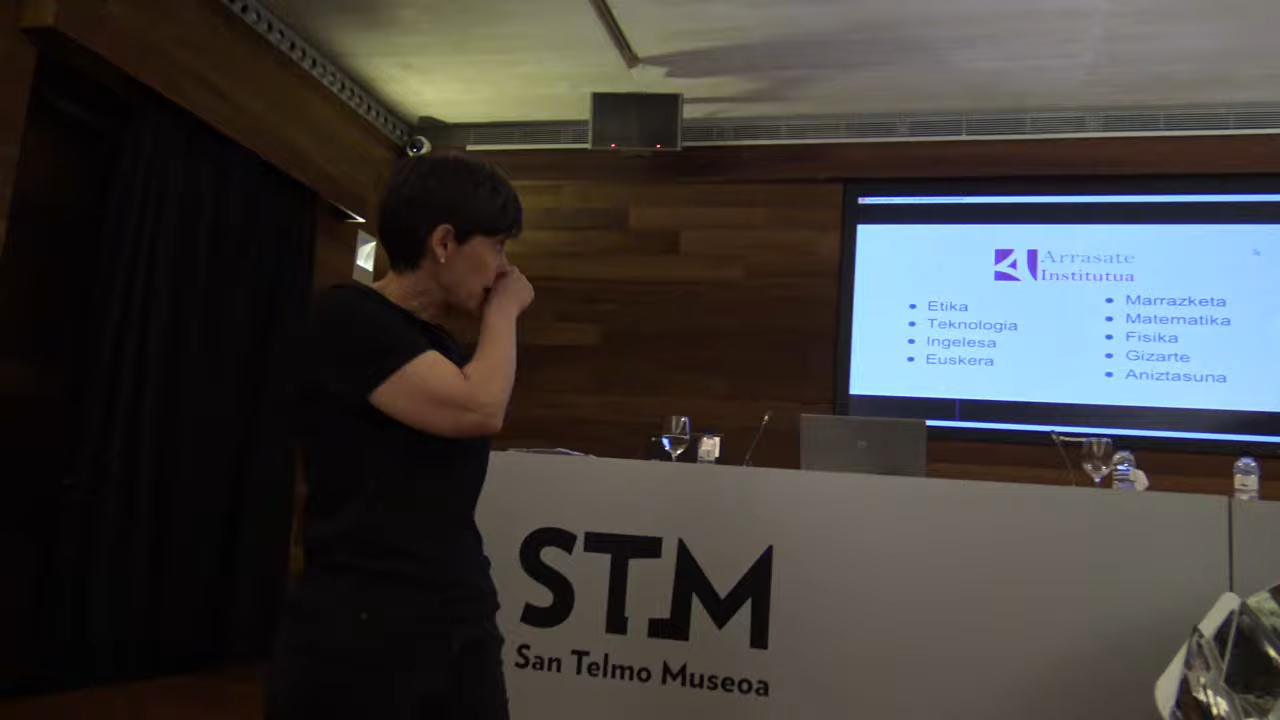 Arrasate
Institutua
Etika
Teknologia
Ingelesa
Euskera
Marrazketa
Matematika
Fisika
Gizarte
Aniztasuna
STM
San Telmo Museoa